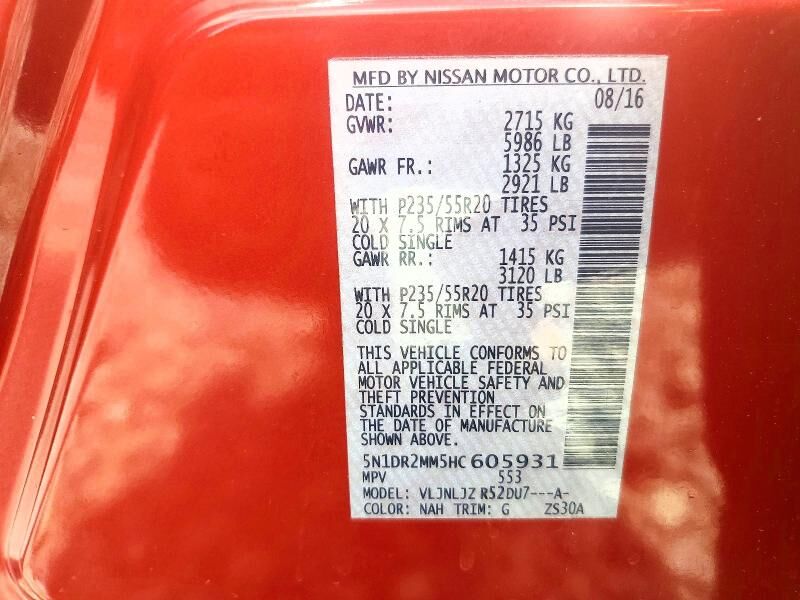 MFD BY NISSAN MOTOR CO., LTD.
DATE: 08/16
GVWR: 2715 KG
5986 LB
GAWR FR.: 1325 KG
2921 LB
WITH P235/55R20 TIRES
20 X 7.5 RIMS AT 35 PSI
COLD SINGLE
GAWR RR.: 1415 KG
3120 LB
WITH P235/55R20 TIRES
20 X 7.5 RIMS AT 35 PSI
COLD SINGLE
THIS VEHICLE CONFORMS TO
ALL APPLICABLE FEDERAL
MOTOR VEHICLE SAFETY AND
THEFT PREVENTION
STANDARDS IN EFFECT ON
THE DATE OF MANUFACTURE
SHOWN ABOVE.
5N1DR2MM5HC605931
MPV 553
MODEL: VLJNLJZ R52DU7---A-
COLOR: NAH TRIM: G ZS30A